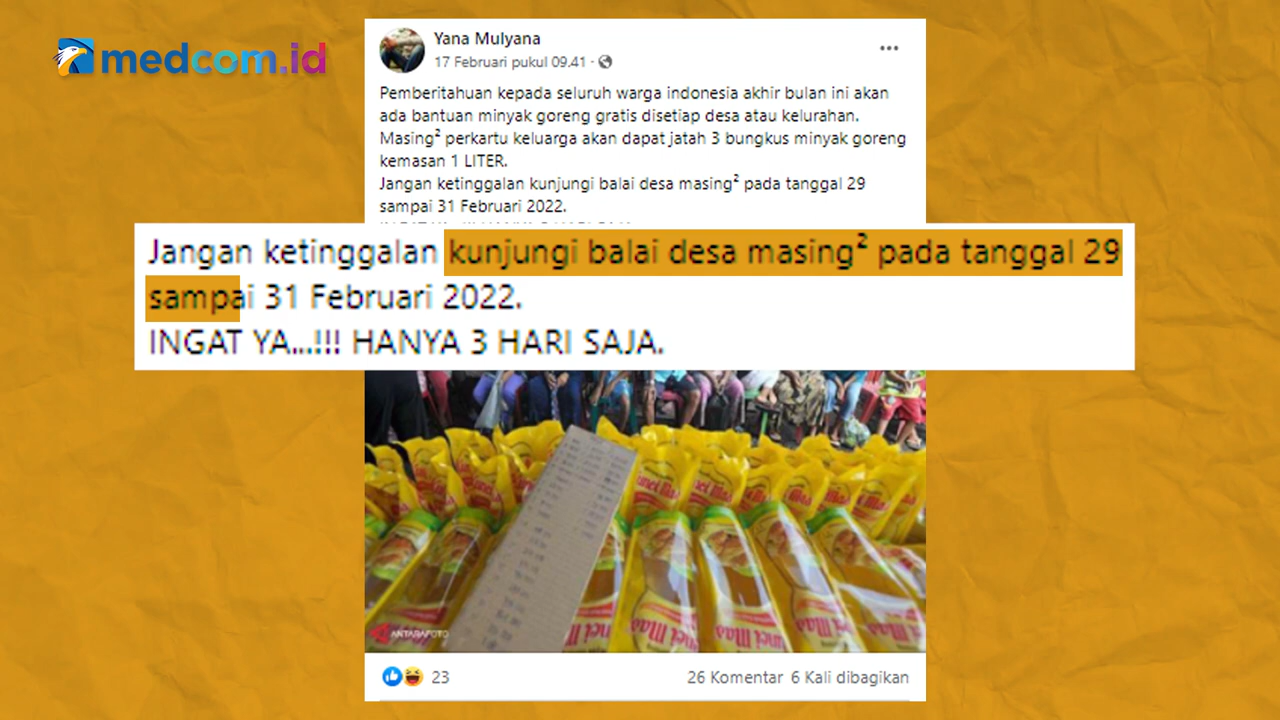 medcom.id
Yana Mulyana
17 Februari pukul 09.41 ·
Pemberitahuan kepada seluruh warga indonesia akhir bulan ini akan
ada bantuan minyak goreng gratis disetiap desa atau kelurahan.
Masing² perkartu keluarga akan dapat jatah 3 bungkus minyak goreng
kemasan 1 LITER.
Jangan ketinggalan kunjungi balai desa masing² pada tanggal 29
sampai 31 Februari 2022.
Jangan ketinggalan kunjungi balai desa masing² pada tanggal 29
sampai 31 Februari 2022.
INGAT YA...!!! HANYA 3 HARI SAJA.
ANTARAFOTO
23
26 Komentar 6 Kali dibagikan